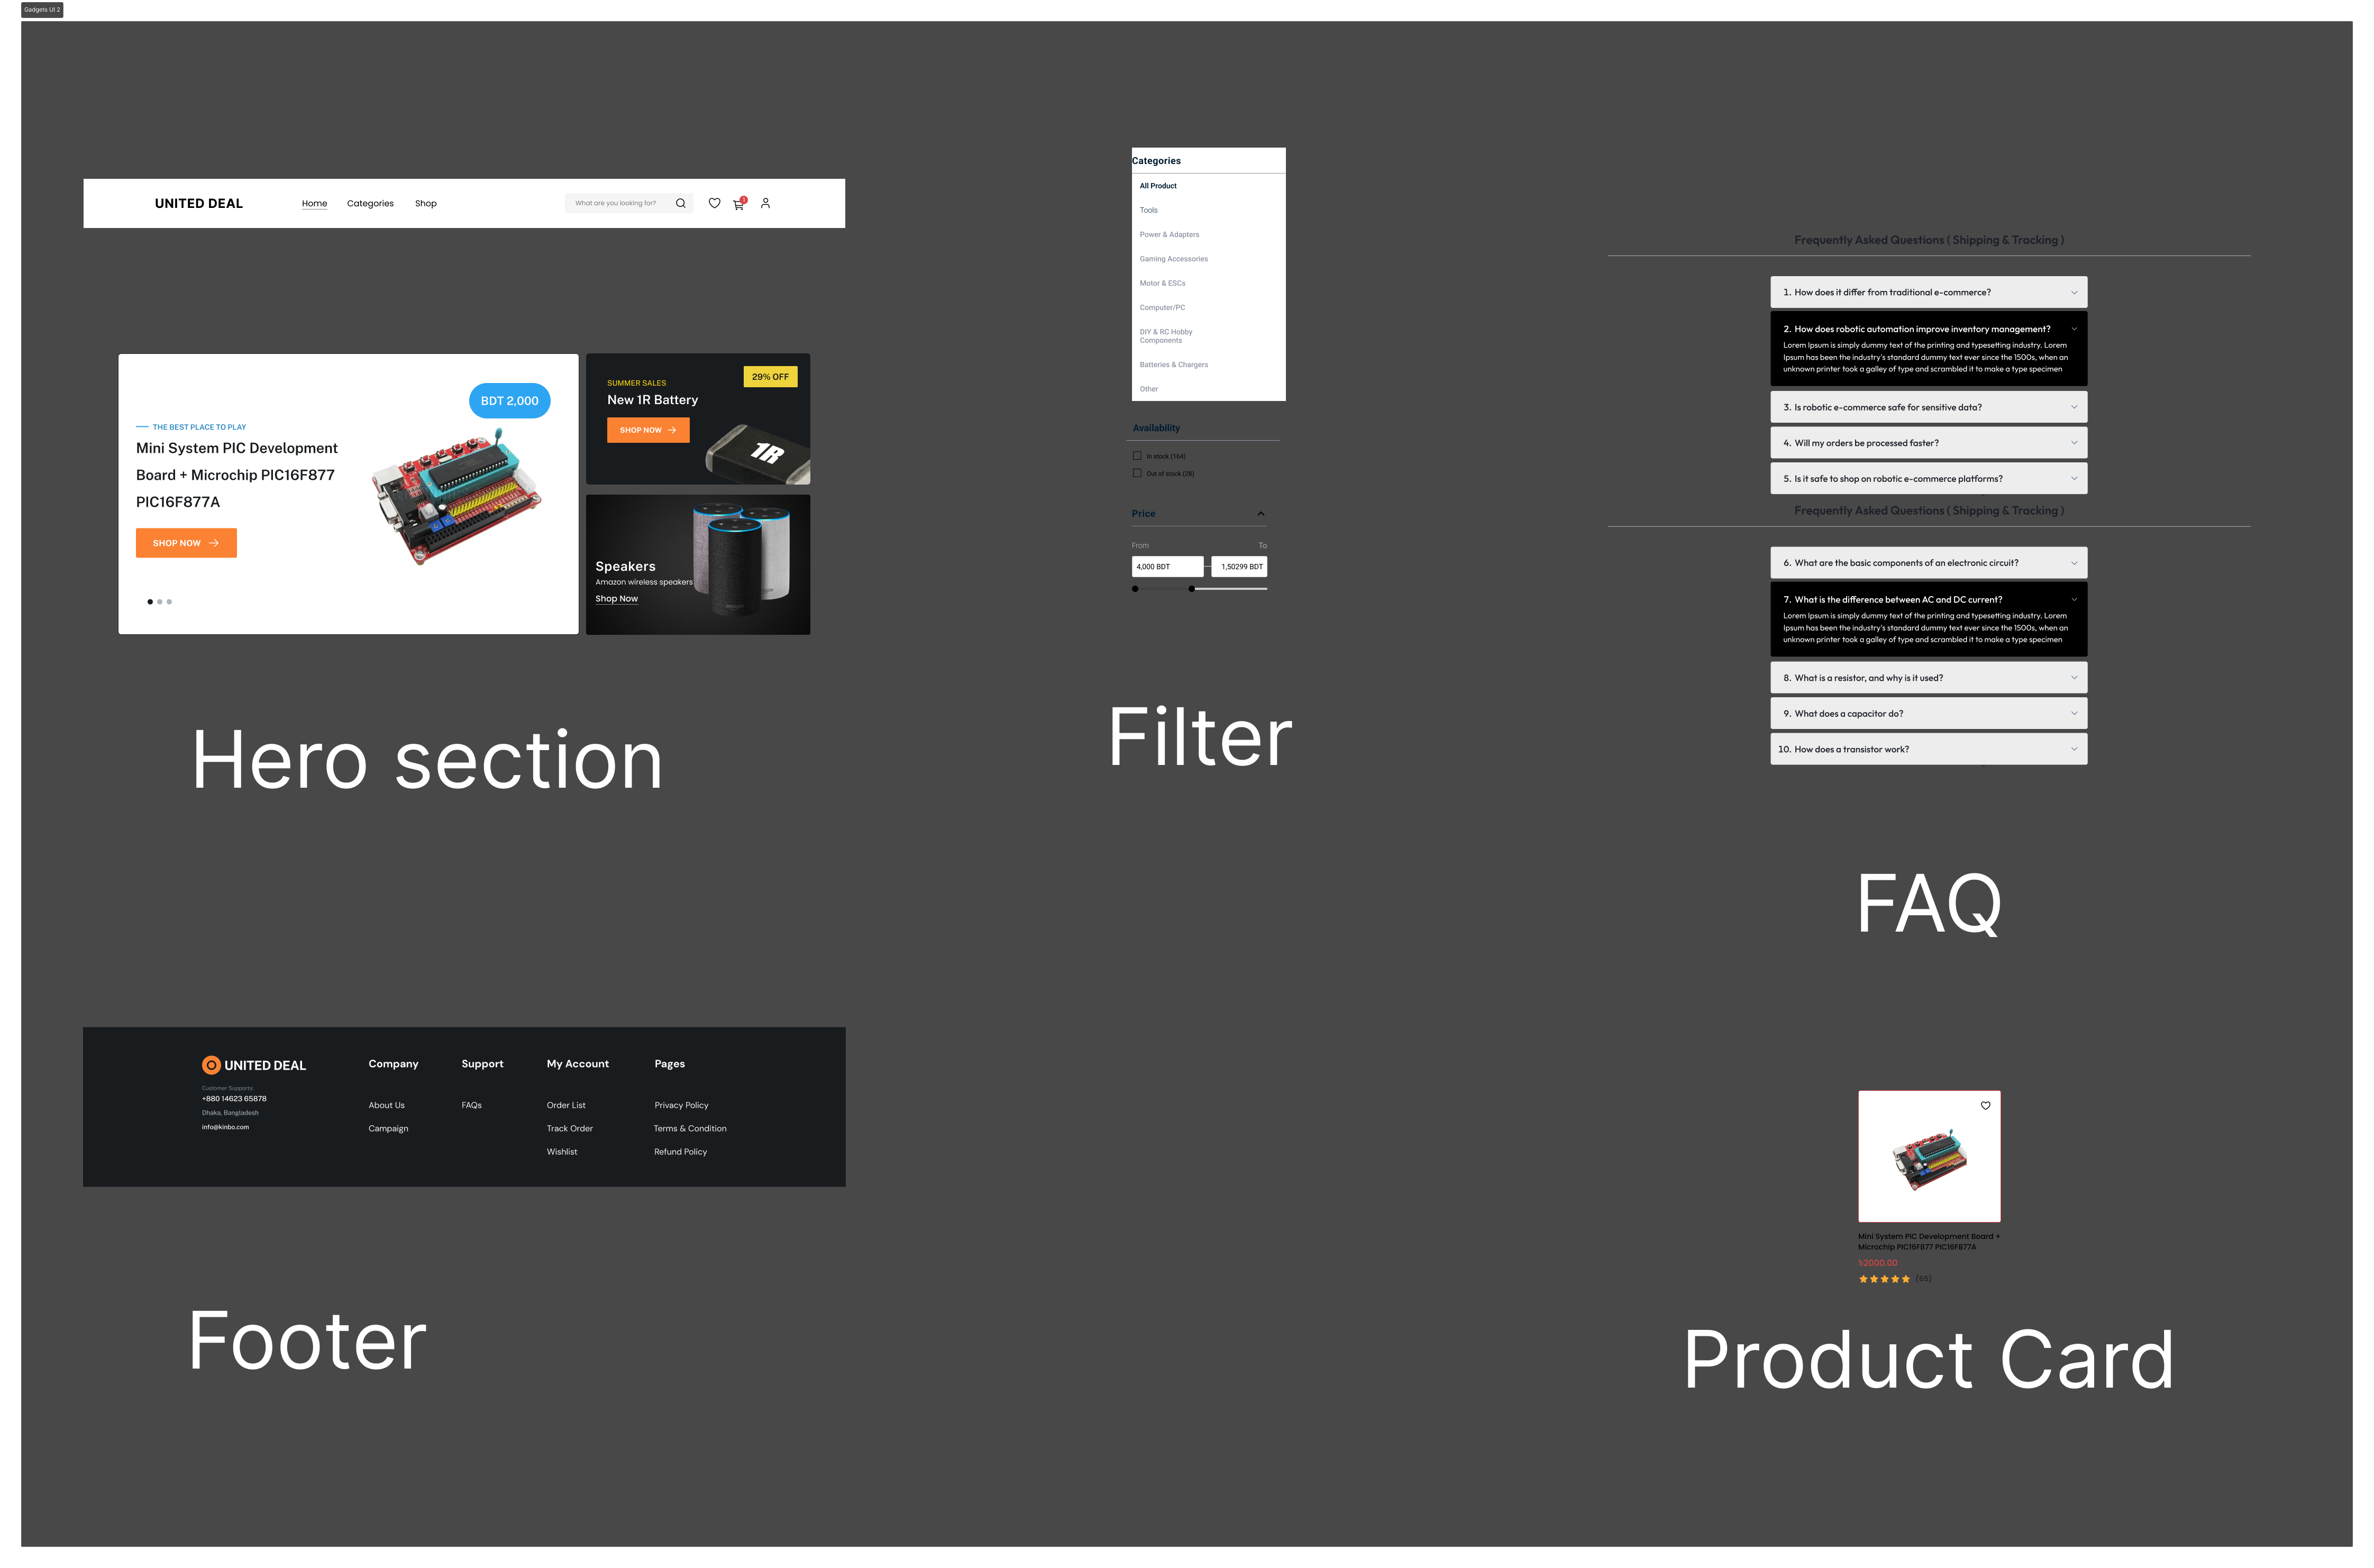 Gadgets UI 2
UNITED DEAL
Home
Categories
Shop
What are you looking for?
1
BDT 2,000
THE BEST PLACE TO PLAY
Mini System PIC Development
Board + Microchip PIC16F877
PIC16F877A
SHOP NOW
SUMMER SALES
29% OFF
New 1R Battery
SHOP NOW
1R
Speakers
Amazon wireless speakers
Shop Now
Hero section
Categories
All Product
Tools
Power & Adapters
Gaming Accessories
Motor & ESCs
Computer/PC
DIY & RC Hobby
Components
Batteries & Chargers
Other
Availability
In stock (164)
Out of stock (28)
Price
From
To
4,000 BDT
1,50299 BDT
Filter
Frequently Asked Questions ( Shipping & Tracking )
1. How does it differ from traditional e-commerce?
2. How does robotic automation improve inventory management?
Lorem Ipsum is simply dummy text of the printing and typesetting industry. Lorem
Ipsum has been the industry's standard dummy text ever since the 1500s, when an
unknown printer took a galley of type and scrambled it to make a type specimen
3. Is robotic e-commerce safe for sensitive data?
4. Will my orders be processed faster?
5. Is it safe to shop on robotic e-commerce platforms?
Frequently Asked Questions ( Shipping & Tracking )
6. What are the basic components of an electronic circuit?
7. What is the difference between AC and DC current?
Lorem Ipsum is simply dummy text of the printing and typesetting industry. Lorem
Ipsum has been the industry's standard dummy text ever since the 1500s, when an
unknown printer took a galley of type and scrambled it to make a type specimen
8. What is a resistor, and why is it used?
9. What does a capacitor do?
10. How does a transistor work?
FAQ
UNITED DEAL
Customer Supports:
+880 14623 65878
Dhaka, Bangladesh
info@kinbo.com
Company
About Us
Campaign
Support
FAQs
My Account
Order List
Track Order
Wishlist
Pages
Privacy Policy
Terms & Condition
Refund Policy
Footer
Mini System PIC Development Board +
Microchip PIC16F877 PIC16F877A
৳2000.00
(65)
Product Card